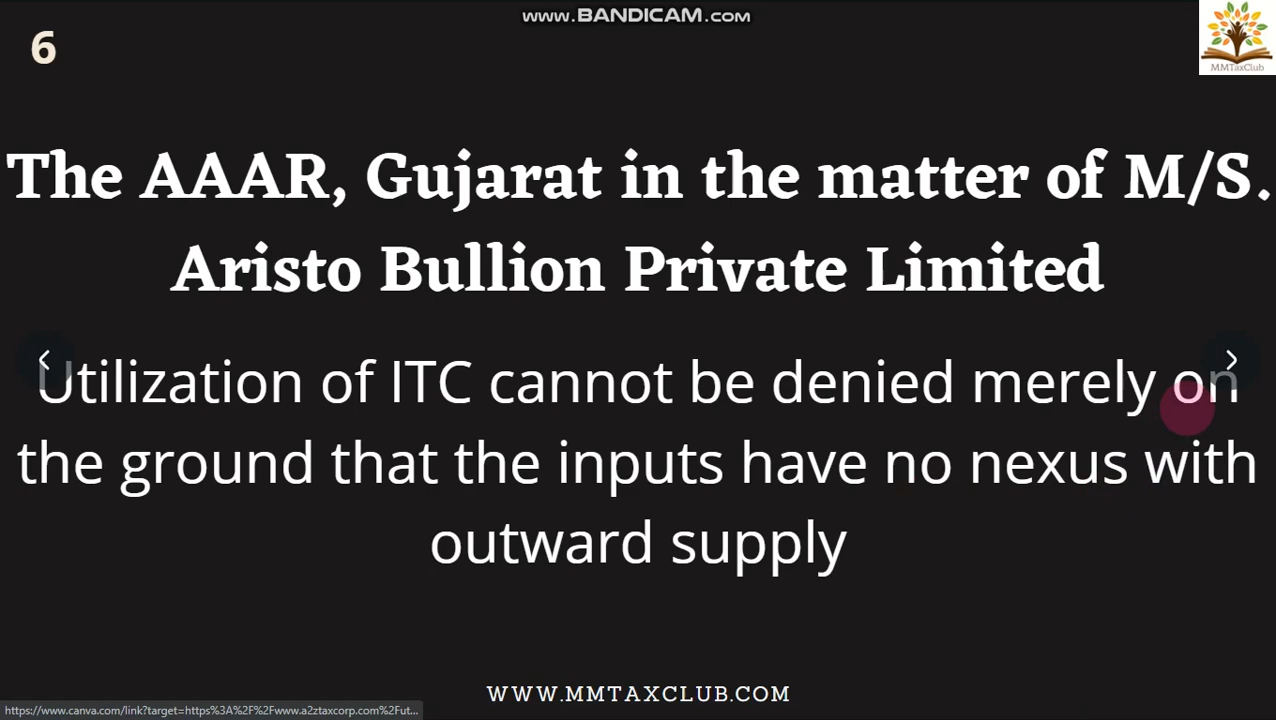 www.BANDICAM.com
6
MMTaxClub
The AAAR, Gujarat in the matter of M/S.
Aristo Bullion Private Limited
Utilization of ITC cannot be denied merely on
the ground that the inputs have no nexus with
outward supply
WWW.MMTAXCLUB.COM
https://www.canva.com/link?target=https%3A%2F%2Fwww.a2ztaxcorp.com%2Fut...